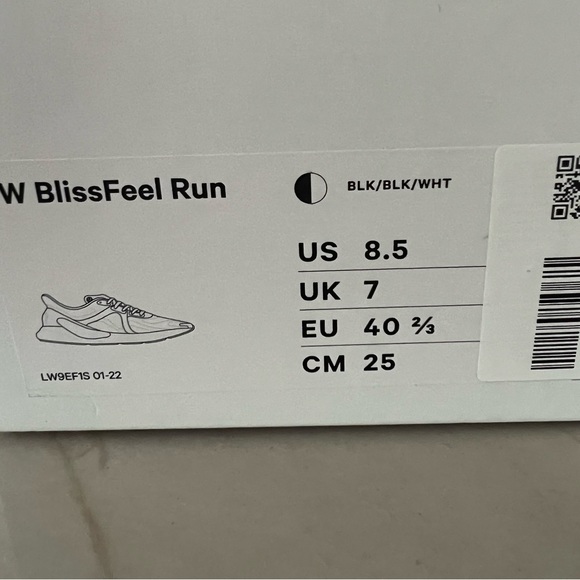 W BlissFeel Run
BLK/BLK/WHT
US 8.5
UK 7
EU 40 ⅔
CM 25
LW9EF1S 01-22